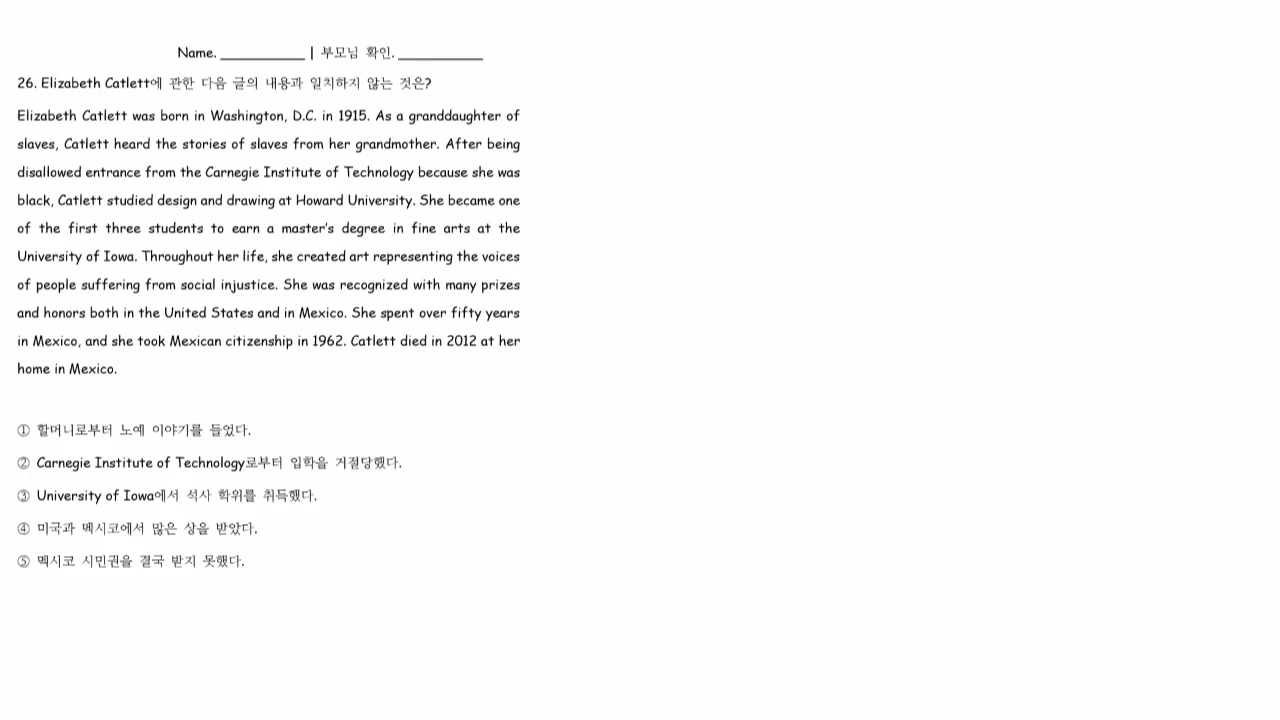 Name. ___________ | 부모님 확인. ___________
26. Elizabeth Catlett에 관한 다음 글의 내용과 일치하지 않는 것은?
Elizabeth Catlett was born in Washington, D.C. in 1915. As a granddaughter of
slaves, Catlett heard the stories of slaves from her grandmother. After being
disallowed entrance from the Carnegie Institute of Technology because she was
black, Catlett studied design and drawing at Howard University. She became one
of the first three students to earn a master's degree in fine arts at the
University of Iowa. Throughout her life, she created art representing the voices
of people suffering from social injustice. She was recognized with many prizes
and honors both in the United States and in Mexico. She spent over fifty years
in Mexico, and she took Mexican citizenship in 1962. Catlett died in 2012 at her
home in Mexico.
① 할머니로부터 노예 이야기를 들었다.
② Carnegie Institute of Technology로부터 입학을 거절당했다.
③ University of Iowa에서 석사 학위를 취득했다.
④ 미국과 멕시코에서 많은 상을 받았다.
⑤ 멕시코 시민권을 결국 받지 못했다.